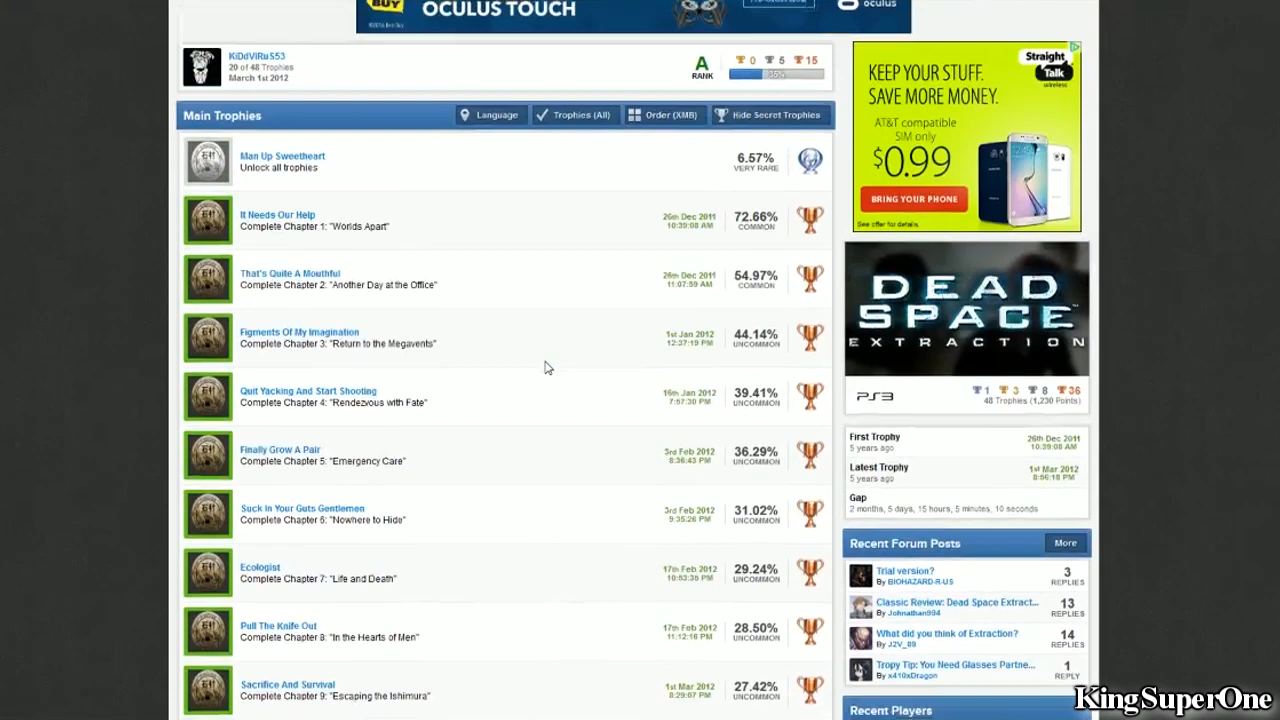 BUY
OCULUS TOUCH
oculus
KiDdViRuS53
20 of 48 Trophies
March 1st 2012
A
RANK
0 5 15
36%
Main Trophies
Language
Trophies (All)
Order (XMB)
Hide Secret Trophies
Man Up Sweetheart
Unlock all trophies
6.57%
VERY RARE
It Needs Our Help
Complete Chapter 1: "Worlds Apart"
26th Dec 2011
10:39:08 AM
72.66%
COMMON
That's Quite A Mouthful
Complete Chapter 2: "Another Day at the Office"
26th Dec 2011
11:07:59 AM
54.97%
COMMON
Figments Of My Imagination
Complete Chapter 3: "Return to the Megavents"
1st Jan 2012
12:37:19 PM
44.14%
UNCOMMON
Quit Yacking And Start Shooting
Complete Chapter 4: "Rendezvous with Fate"
16th Jan 2012
7:57:30 PM
39.41%
UNCOMMON
Finally Grow A Pair
Complete Chapter 5: "Emergency Care"
3rd Feb 2012
8:36:43 PM
36.29%
UNCOMMON
Suck In Your Guts Gentlemen
Complete Chapter 6: "Nowhere to Hide"
3rd Feb 2012
9:35:26 PM
31.02%
UNCOMMON
Ecologist
Complete Chapter 7: "Life and Death"
17th Feb 2012
10:53:35 PM
29.24%
UNCOMMON
Pull The Knife Out
Complete Chapter 8: "In the Hearts of Men"
17th Feb 2012
11:12:16 PM
28.50%
UNCOMMON
Sacrifice And Survival
Complete Chapter 9: "Escaping the Ishimura"
1st Mar 2012
8:29:07 PM
27.42%
UNCOMMON
Straight
Talk
wireless
KEEP YOUR STUFF.
SAVE MORE MONEY.
AT&T compatible
SIM only
$0.99
BRING YOUR PHONE
See offer for details.
DEAD
SPACE
EXTRACTION
PS3
1 3 8 36
48 Trophies (1,230 Points)
First Trophy
5 years ago
26th Dec 2011
10:39:08 AM
Latest Trophy
5 years ago
1st Mar 2012
8:56:18 PM
Gap
2 months, 5 days, 15 hours, 5 minutes, 10 seconds
Recent Forum Posts
More
Trial version?
By BIOHAZARD-R-US
3
REPLIES
Classic Review: Dead Space Extract...
By Johnathan994
13
REPLIES
What did you think of Extraction?
By J2V_89
14
REPLIES
Tropy Tip: You Need Glasses Partne...
By x410xDragon
1
REPLY
Recent Players
KingSuperOne